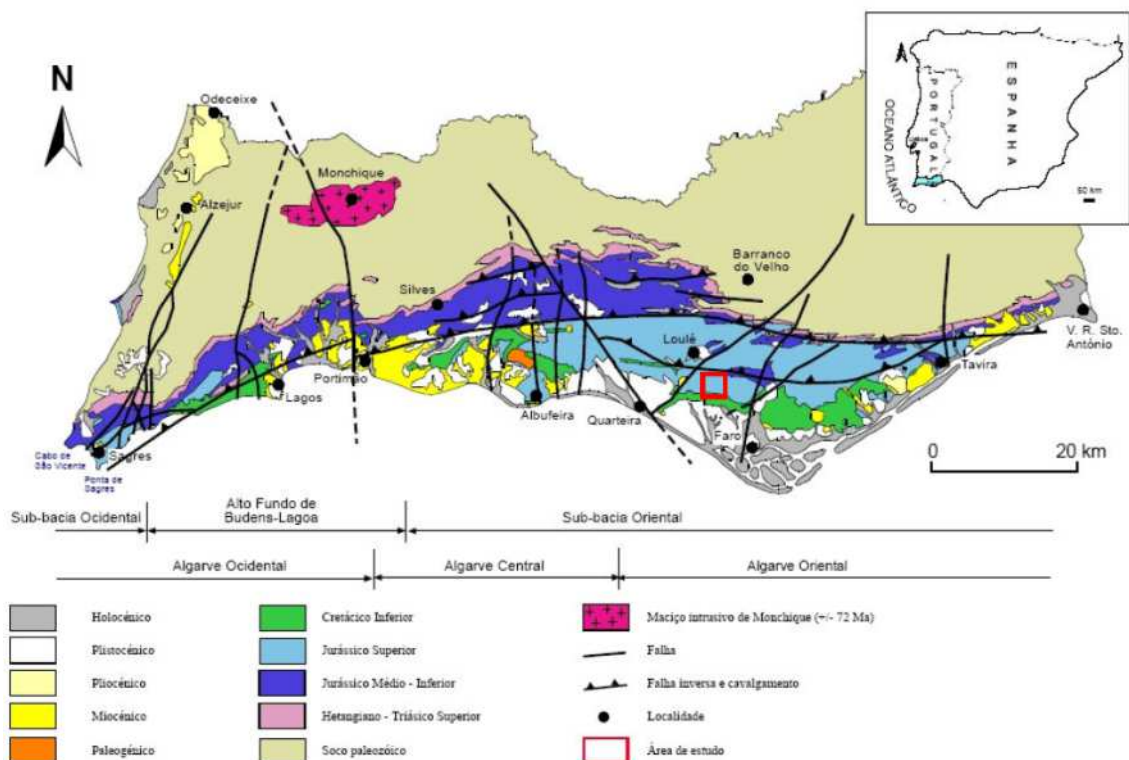 N
Odeceixe
Monchique
Alzejur
Barranco
do Velho
Silves
Loulé
V. R. Sto.
António
Tavira
Portimão
Lagos
Albufeira
Quarteira
Faro
Cabo de
São Vicente
Sagres
Ponta de
Sagres
0 20 km
OCEANO ATLÂNTICO
PORTUGAL
ESPANHA
50 km
Sub-bacia Ocidental
Alto Fundo de
Budens-Lagoa
Sub-bacia Oriental
Algarve Ocidental
Algarve Central
Algarve Oriental
Holocénico
Plistocénico
Pliocénico
Miocénico
Paleogénico
Cretácico Inferior
Jurássico Superior
Jurássico Médio - Inferior
Hetangiano - Triásico Superior
Soco paleozóico
Maciço intrusivo de Monchique (+/- 72 Ma)
Falha
Falha inversa e cavalgamento
Localidade
Área de estudo